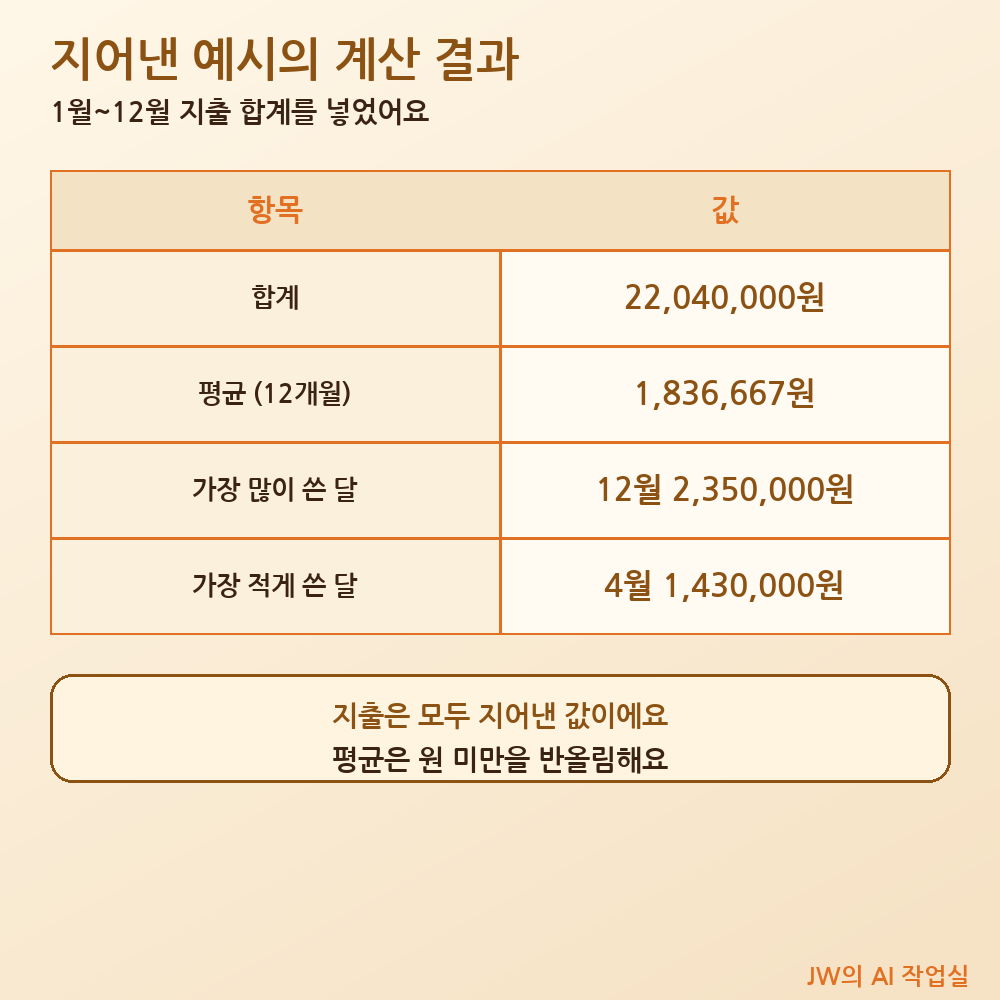 지어낸 예시의 계산 결과
1월~12월 지출 합계를 넣었어요
항목 값
합계 22,040,000원
평균 (12개월) 1,836,667원
가장 많이 쓴 달 12월 2,350,000원
가장 적게 쓴 달 4월 1,430,000원
지출은 모두 지어낸 값이에요
평균은 원 미만을 반올림해요
JW의 AI 작업실